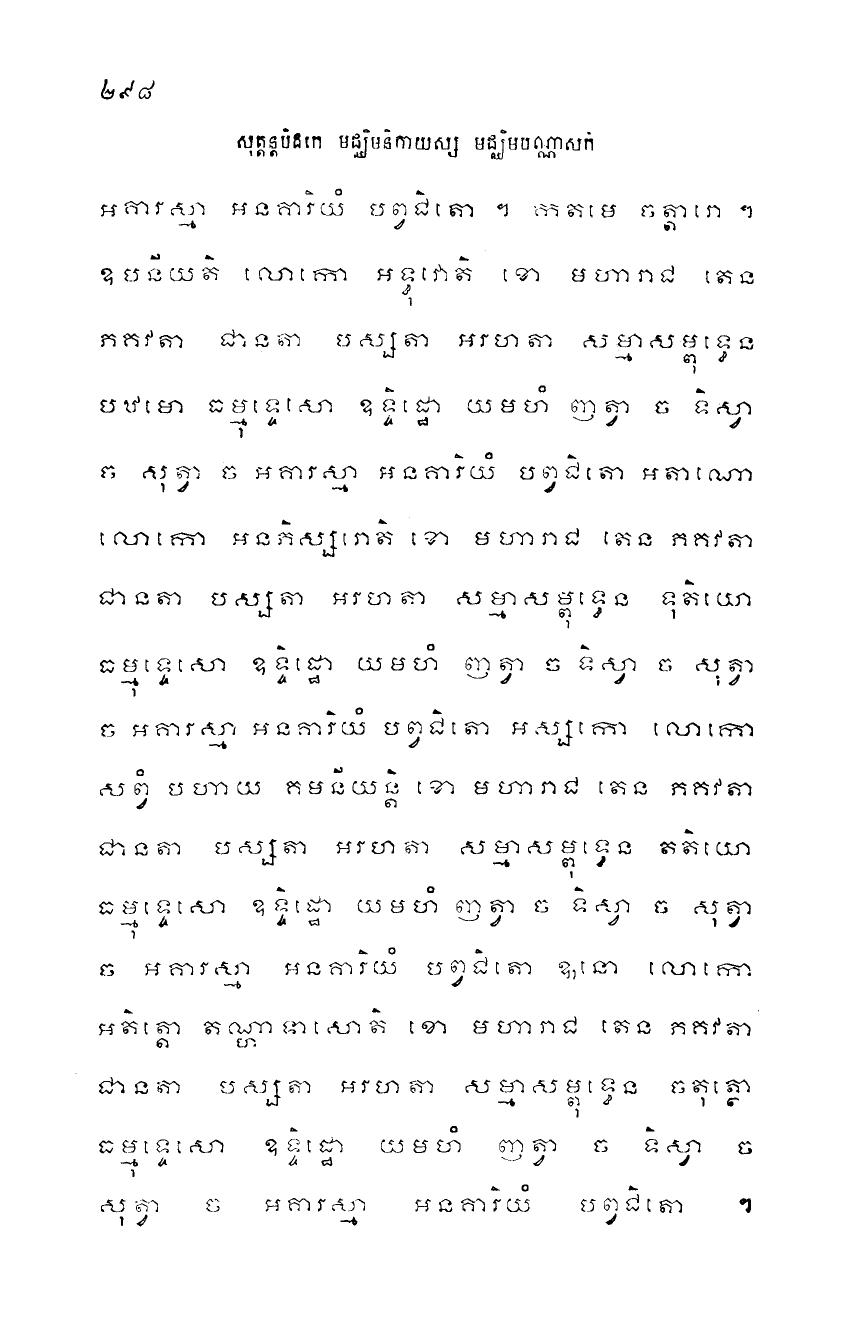 ២៩៨
សុត្តន្តបិដកេ មជ្ឈិមនិកាយស្ស មជ្ឈិមបណ្ណាសកំ
អគារស្មា អនគារិយំ បព្វជិតោ ។ កតមេ ចត្តារោ ។
ឧបនីយតិ លោកោ អទ្ធុវោតិ ខោ មហារាជ តេន
ភគវតា ជានតា បស្សតា អរហតា សម្មាសម្ពុទ្ធេន
បឋមោ ធម្មុទ្ទេសោ ឧទ្ទិដ្ឋោ យមហំ ញត្វា ច ទិស្វា
ច សុត្វា ច អគារស្មា អនគារិយំ បព្វជិតោ អតាណោ
លោកោ អនភិស្សរោតិ ខោ មហារាជ តេន ភគវតា
ជានតា បស្សតា អរហតា សម្មាសម្ពុទ្ធេន ទុតិយោ
ធម្មុទ្ទេសោ ឧទ្ទិដ្ឋោ យមហំ ញត្វា ច ទិស្វា ច សុត្វា
ច អគារស្មា អនគារិយំ បព្វជិតោ អស្សកោ លោកោ
សព្វំ បហាយ គមនីយន្តិ ខោ មហារាជ តេន ភគវតា
ជានតា បស្សតា អរហតា សម្មាសម្ពុទ្ធេន តតិយោ
ធម្មុទ្ទេសោ ឧទ្ទិដ្ឋោ យមហំ ញត្វា ច ទិស្វា ច សុត្វា
ច អគារស្មា អនគារិយំ បព្វជិតោ ឩនោ លោកោ
អតិត្តោ តណ្ហាទាសោតិ ខោ មហារាជ តេន ភគវតា
ជានតា បស្សតា អរហតា សម្មាសម្ពុទ្ធេន ចតុត្ថោ
ធម្មុទ្ទេសោ ឧទ្ទិដ្ឋោ យមហំ ញត្វា ច ទិស្វា ច
សុត្វា ច អគារស្មា អនគារិយំ បព្វជិតោ ។